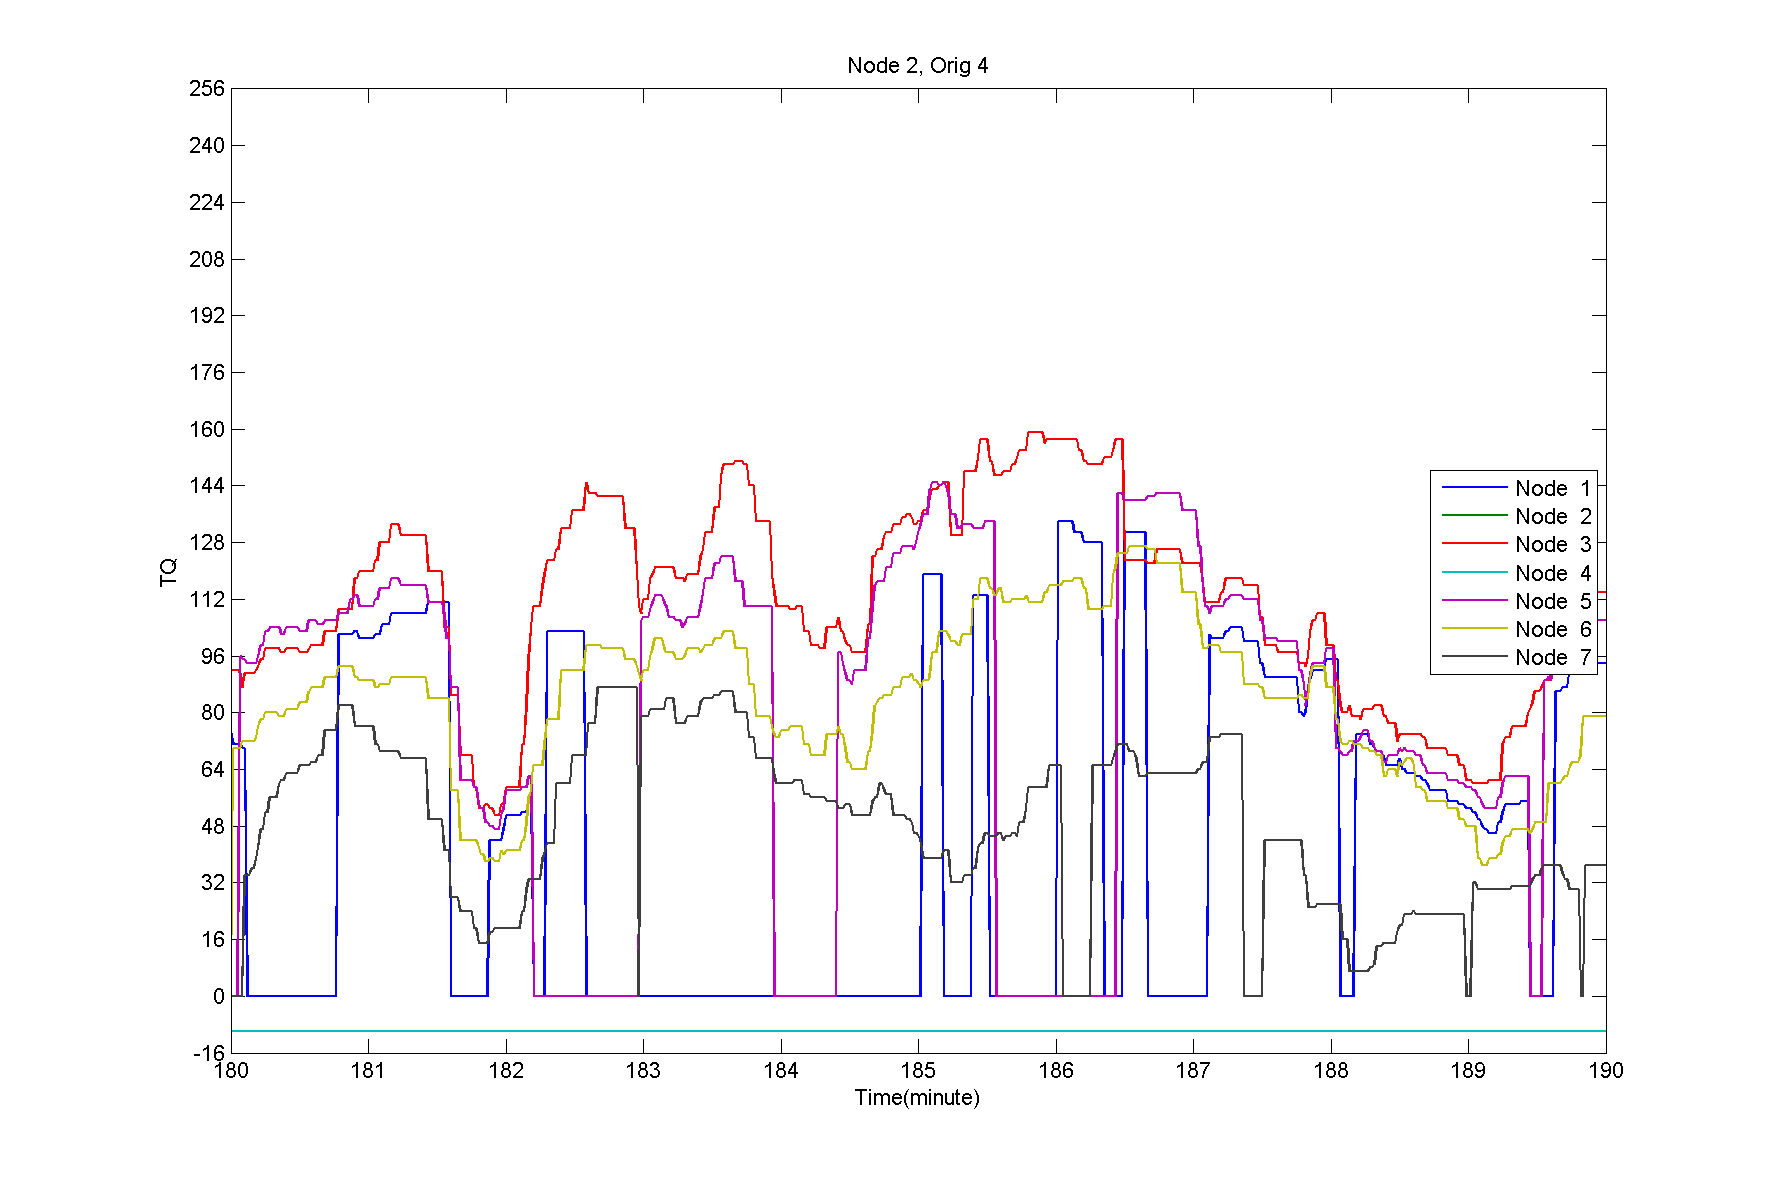 Node 2, Orig 4
256
240
224
208
192
176
160
144
128
112
96
80
64
48
32
16
0
-16
TQ
180 181 182 183 184 185 186 187 188 189 190
Time(minute)
Node 1
Node 2
Node 3
Node 4
Node 5
Node 6
Node 7